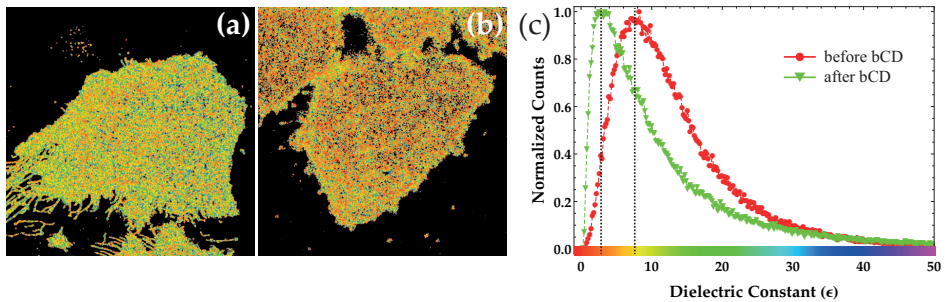 (a)
(b)
(c)
Normalized Counts
1.0
0.8
0.6
0.4
0.2
0.0
before bCD
after bCD
0
10
20
30
40
50
Dielectric Constant (ϵ)